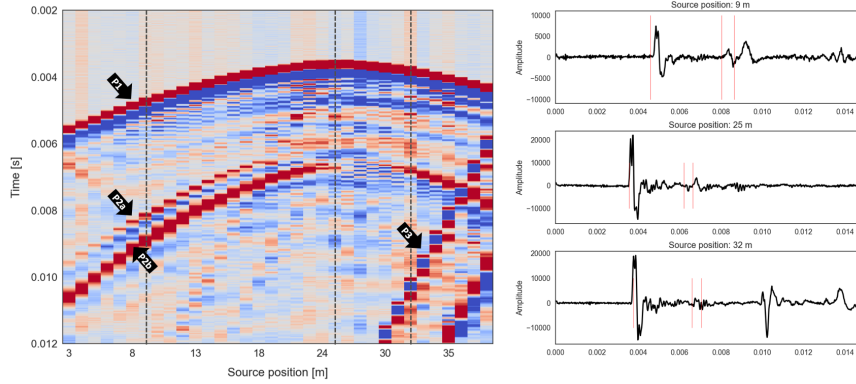 0.002
0.004
0.006
0.008
0.010
0.012
Time [s]
P1
P2a
P2b
P3
3 8 13 18 24 26 30 35
Source position [m]
Source position: 9 m
10000
5000
0
−5000
−10000
Amplitude
0.000 0.002 0.004 0.006 0.008 0.010 0.012 0.014
Source position: 25 m
20000
10000
0
−10000
Amplitude
0.000 0.002 0.004 0.006 0.008 0.010 0.012 0.014
Source position: 32 m
20000
10000
0
−10000
Amplitude
0.000 0.002 0.004 0.006 0.008 0.010 0.012 0.014